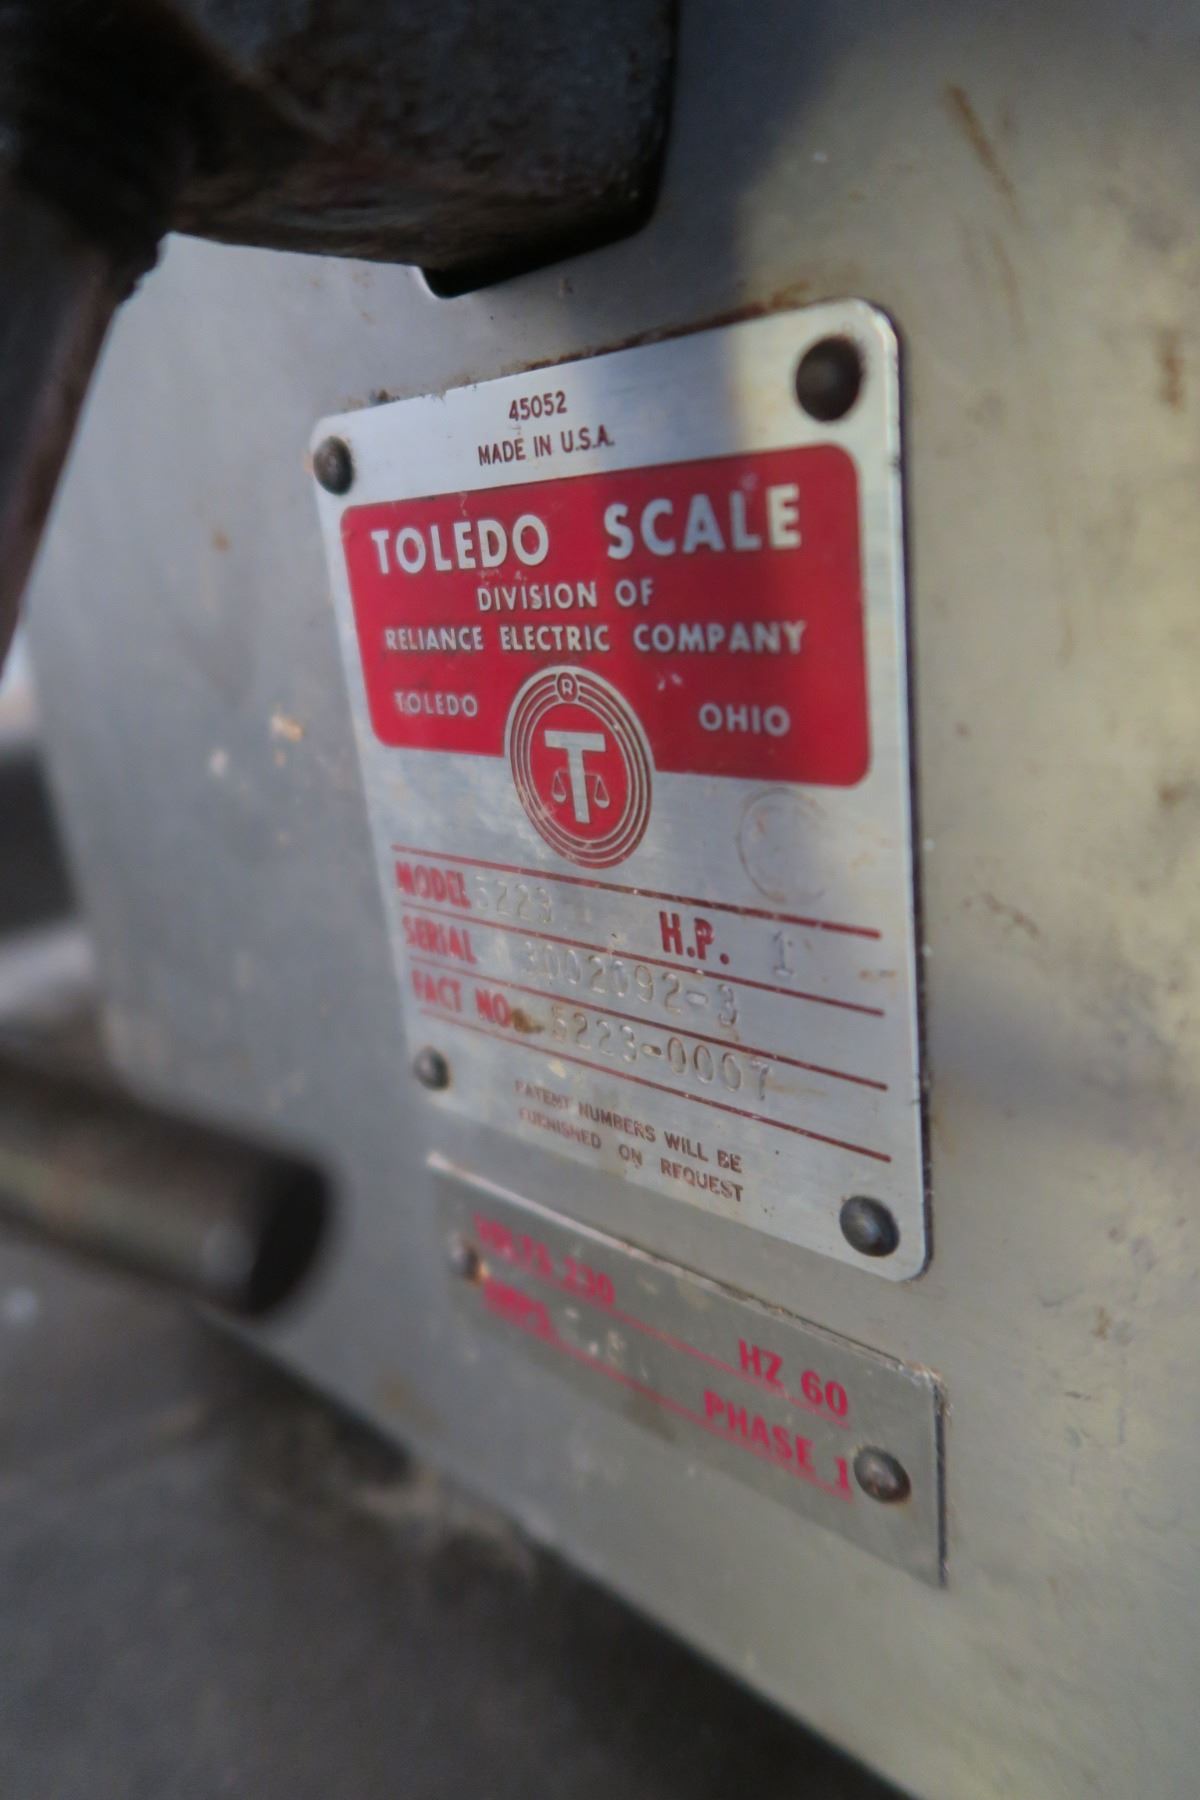 45052
MADE IN U.S.A.
TOLEDO SCALE
DIVISION OF
RELIANCE ELECTRIC COMPANY
TOLEDO OHIO
R
T
MODEL 5223 H.P. 1
SERIAL 3002092-3
FACT NO. 5223-0007
PATENT NUMBERS WILL BE
FURNISHED ON REQUEST
VOLTS 230 HZ 60
AMPS PHASE 1